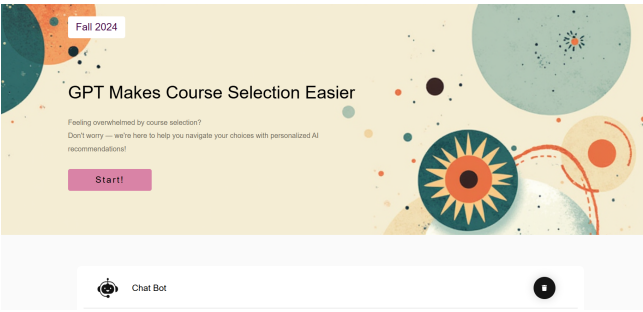 Fall 2024
GPT Makes Course Selection Easier
Feeling overwhelmed by course selection?
Don't worry — we're here to help you navigate your choices with personalized AI
recommendations!
Start!
Chat Bot